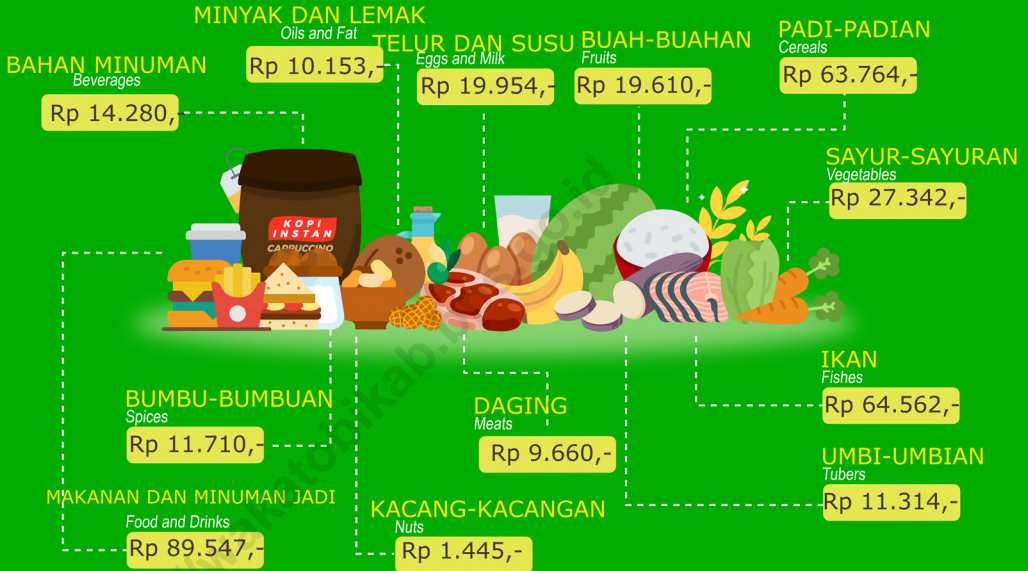 MINYAK DAN LEMAK
Oils and Fat
Rp 10.153,-
TELUR DAN SUSU
Eggs and Milk
Rp 19.954,-
BUAH-BUAHAN
Fruits
Rp 19.610,-
PADI-PADIAN
Cereals
Rp 63.764,-
BAHAN MINUMAN
Beverages
Rp 14.280,-
SAYUR-SAYURAN
Vegetables
Rp 27.342,-
KOPI
INSTAN
CAPPUCCINO
IKAN
Fishes
Rp 64.562,-
BUMBU-BUMBUAN
Spices
Rp 11.710,-
DAGING
Meats
Rp 9.660,-
UMBI-UMBIAN
Tubers
Rp 11.314,-
MAKANAN DAN MINUMAN JADI
Food and Drinks
Rp 89.547,-
KACANG-KACANGAN
Nuts
Rp 1.445,-